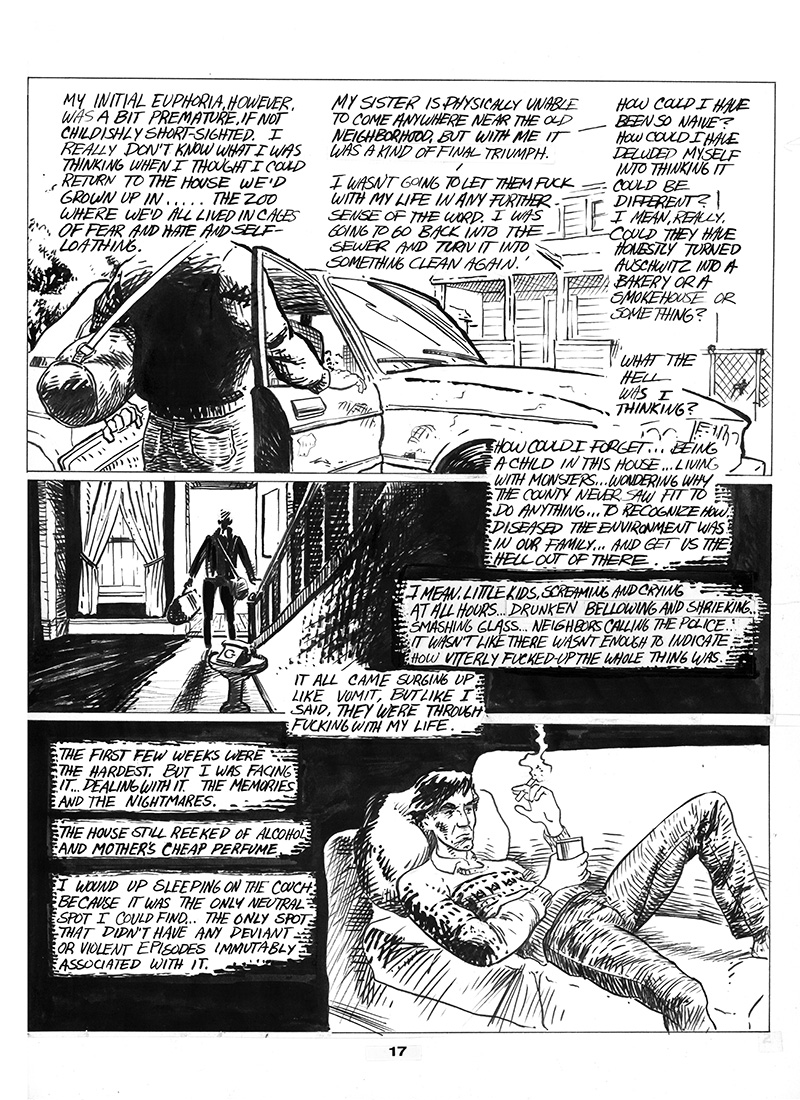 MY INITIAL EUPHORIA, HOWEVER,
WAS A BIT PREMATURE, IF NOT
CHILDISHLY SHORT-SIGHTED. I
REALLY DON'T KNOW WHAT I WAS
THINKING WHEN I THOUGHT I COULD
RETURN TO THE HOUSE WE'D
GROWN UP IN..... THE ZOO
WHERE WE'D ALL LIVED IN CAGES
OF FEAR AND HATE AND SELF-
LOATHING.
MY SISTER IS PHYSICALLY UNABLE
TO COME ANYWHERE NEAR THE OLD
NEIGHBORHOOD, BUT WITH ME IT
WAS A KIND OF FINAL TRIUMPH.
I WASN'T GOING TO LET THEM FUCK
WITH MY LIFE IN ANY FURTHER
SENSE OF THE WORD. I WAS
GOING TO GO BACK INTO THE
SEWER AND TURN IT INTO
SOMETHING CLEAN AGAIN.
HOW COULD I HAVE
BEEN SO NAIVE?
HOW COULD I HAVE
DELUDED MYSELF
INTO THINKING IT
COULD BE
DIFFERENT?
I MEAN, REALLY.
COULD THEY HAVE
HONESTLY TURNED
AUSCHWITZ INTO A
BAKERY OR A
SMOKEHOUSE OR
SOMETHING?
WHAT THE
HELL
WAS I
THINKING?
HOW COULD I FORGET... BEING
A CHILD IN THIS HOUSE... LIVING
WITH MONSTERS... WONDERING WHY
THE COUNTY NEVER SAW FIT TO
DO ANYTHING... TO RECOGNIZE HOW
DISEASED THE ENVIRONMENT WAS
IN OUR FAMILY... AND GET US THE
HELL OUT OF THERE
I MEAN. LITTLE KIDS, SCREAMING AND CRYING
AT ALL HOURS... DRUNKEN BELLOWING AND SHRIEKING.
SMASHING GLASS... NEIGHBORS CALLING THE POLICE.
IT WASN'T LIKE THERE WASN'T ENOUGH TO INDICATE
HOW UTTERLY FUCKED-UP THE WHOLE THING WAS.
IT ALL CAME SURGING UP
LIKE VOMIT, BUT LIKE I
SAID, THEY WERE THROUGH
FUCKING WITH MY LIFE.
THE FIRST FEW WEEKS WERE
THE HARDEST. BUT I WAS FACING
IT... DEALING WITH IT THE MEMORIES
AND THE NIGHTMARES.
THE HOUSE STILL REEKED OF ALCOHOL
AND MOTHER'S CHEAP PERFUME.
I WOUND UP SLEEPING ON THE COUCH
BECAUSE IT WAS THE ONLY NEUTRAL
SPOT I COULD FIND... THE ONLY SPOT
THAT DIDN'T HAVE ANY DEVIANT
OR VIOLENT EPISODES IMMUTABLY
ASSOCIATED WITH IT.
17